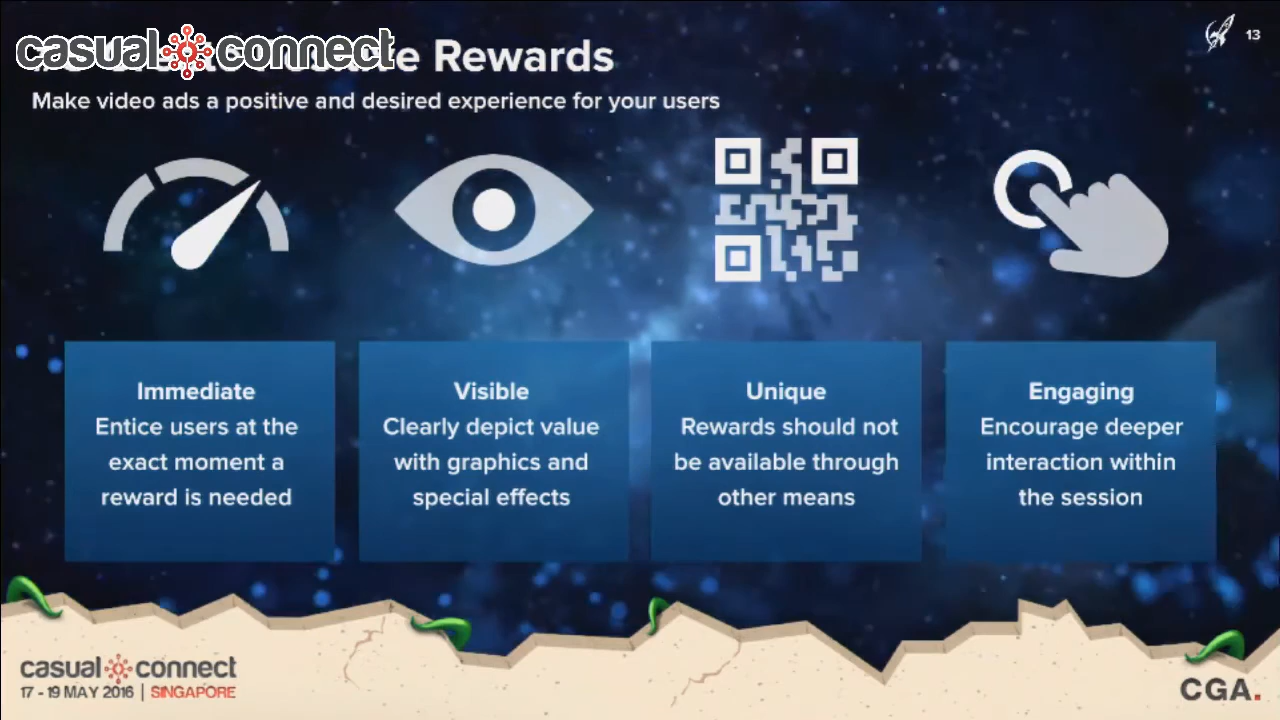 casual connect
Rewards
13
Make video ads a positive and desired experience for your users
Immediate
Entice users at the
exact moment a
reward is needed
Visible
Clearly depict value
with graphics and
special effects
Unique
Rewards should not
be available through
other means
Engaging
Encourage deeper
interaction within
the session
casual connect
17 - 19 MAY 2016 | SINGAPORE
CGA.